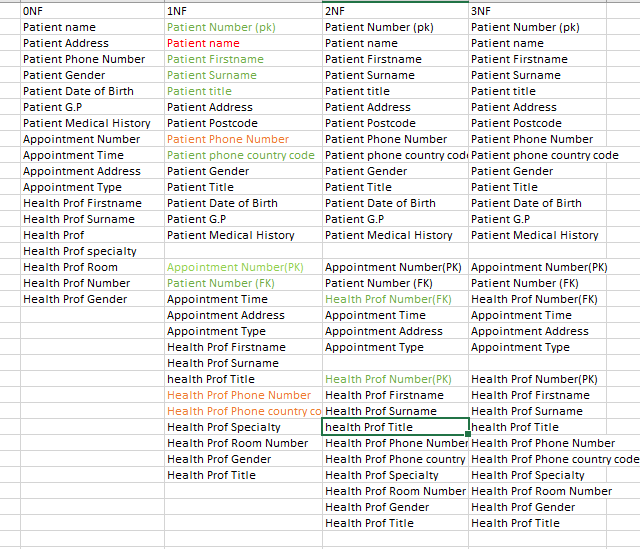 0NF 1NF 2NF 3NF
Patient name Patient Number (pk) Patient Number (pk) Patient Number (pk)
Patient Address Patient name Patient name Patient name
Patient Phone Number Patient Firstname Patient Firstname Patient Firstname
Patient Gender Patient Surname Patient Surname Patient Surname
Patient Date of Birth Patient title Patient title Patient title
Patient G.P Patient Address Patient Address Patient Address
Patient Medical History Patient Postcode Patient Postcode Patient Postcode
Appointment Number Patient Phone Number Patient Phone Number Patient Phone Number
Appointment Time Patient phone country code Patient phone country code Patient phone country code
Appointment Address Patient Gender Patient Gender Patient Gender
Appointment Type Patient Title Patient Title Patient Title
Health Prof Firstname Patient Date of Birth Patient Date of Birth Patient Date of Birth
Health Prof Surname Patient G.P Patient G.P Patient G.P
Health Prof Patient Medical History Patient Medical History Patient Medical History
Health Prof specialty
Health Prof Room Appointment Number(PK) Appointment Number(PK) Appointment Number(PK)
Health Prof Number Patient Number (FK) Patient Number (FK) Patient Number (FK)
Health Prof Gender Appointment Time Health Prof Number(FK) Health Prof Number(FK)
Appointment Address Appointment Time Appointment Time
Appointment Type Appointment Address Appointment Address
Health Prof Firstname Appointment Type Appointment Type
Health Prof Surname
health Prof Title Health Prof Number(PK) Health Prof Number(PK)
Health Prof Phone Number Health Prof Firstname Health Prof Firstname
Health Prof Phone country co Health Prof Surname Health Prof Surname
Health Prof Specialty health Prof Title health Prof Title
Health Prof Room Number Health Prof Phone Number Health Prof Phone Number
Health Prof Gender Health Prof Phone country Health Prof Phone country code
Health Prof Title Health Prof Specialty Health Prof Specialty
Health Prof Room Number Health Prof Room Number
Health Prof Gender Health Prof Gender
Health Prof Title Health Prof Title